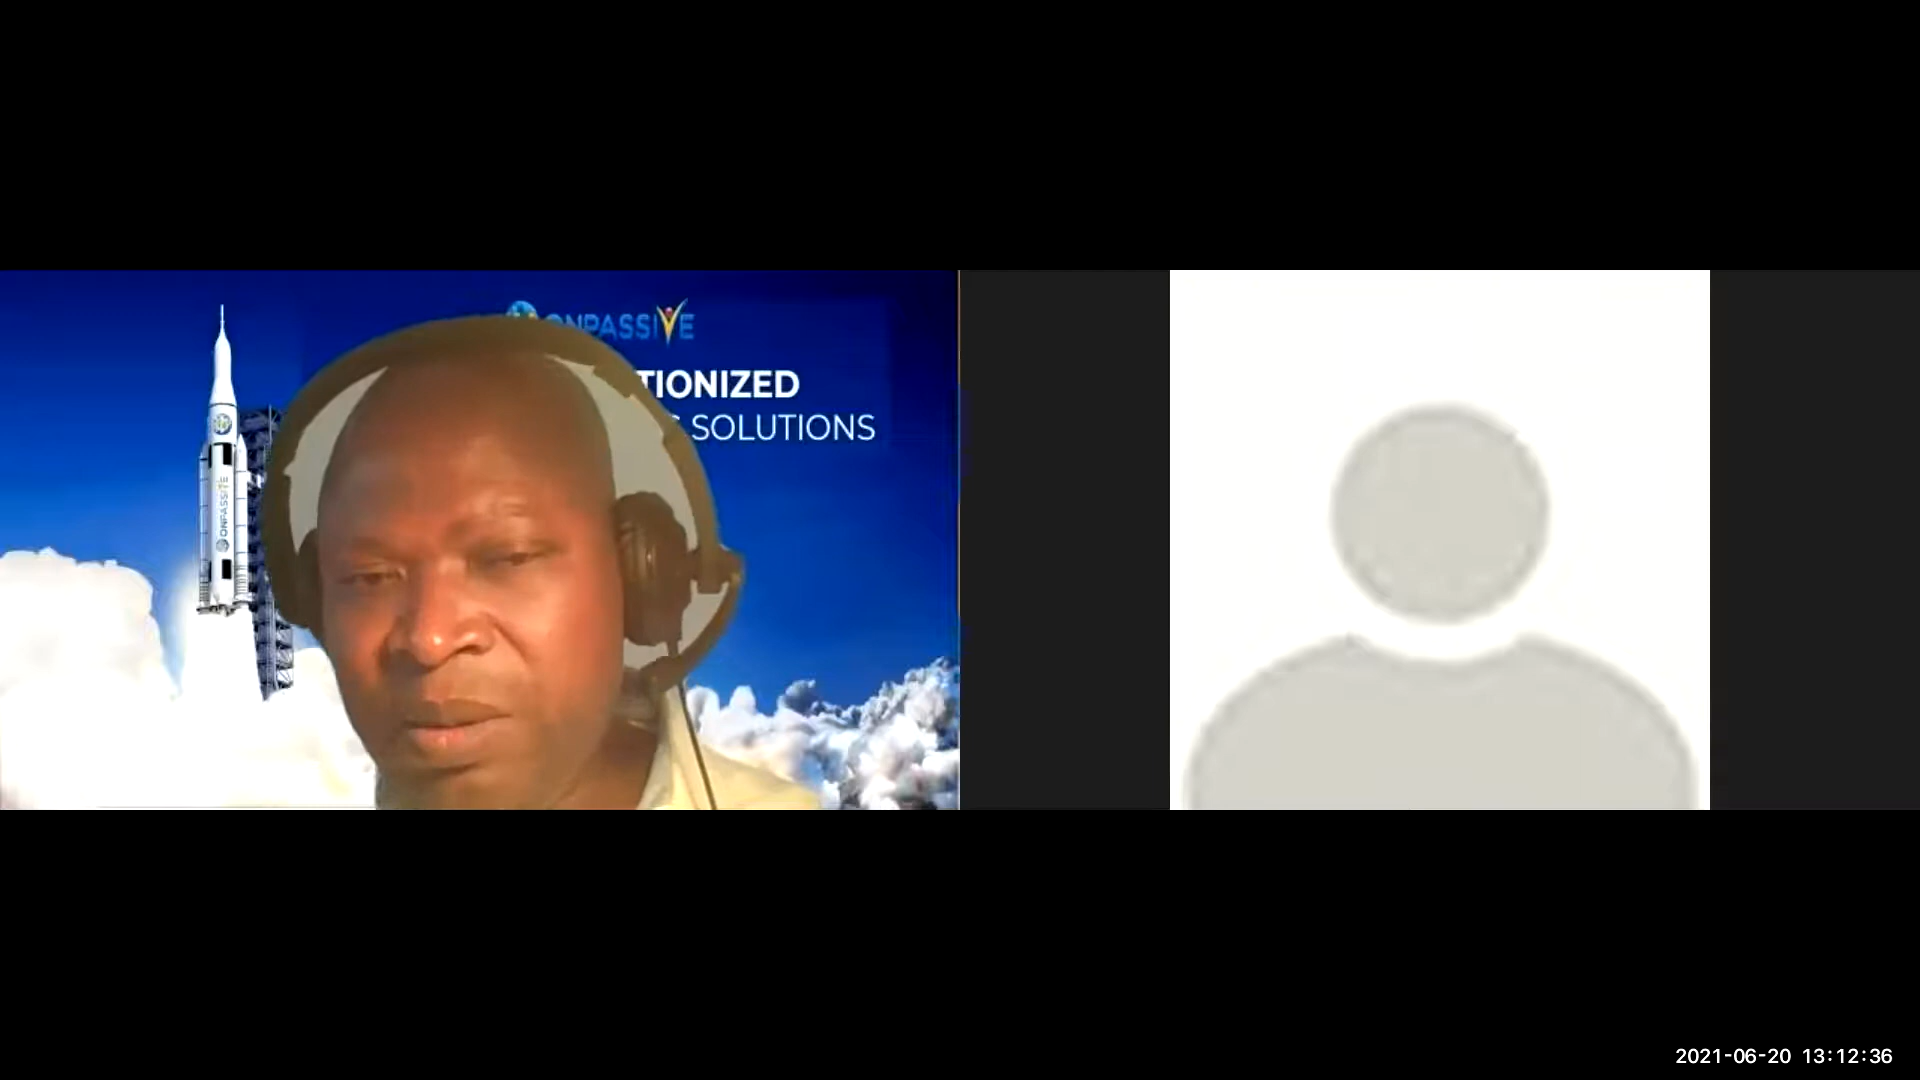 ONPASSIVE
TIONIZED
SOLUTIONS
ONPASSIVE
2021-06-20 13:12:36